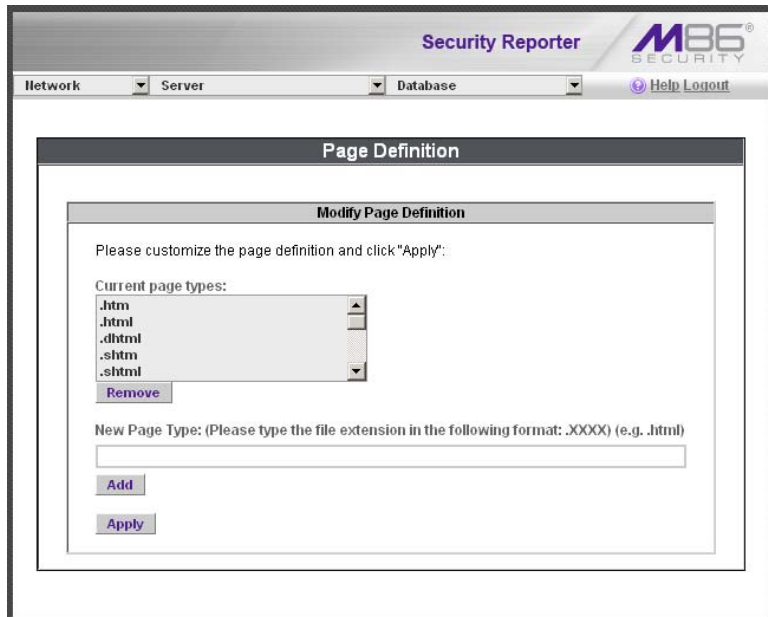 Security Reporter
M86®
SECURITY
Network Server Database Help Logout
Page Definition
Modify Page Definition
Please customize the page definition and click "Apply":
Current page types:
.htm
.html
.dhtml
.shtm
.shtml
Remove
New Page Type: (Please type the file extension in the following format: .XXXX) (e.g. .html)
Add
Apply